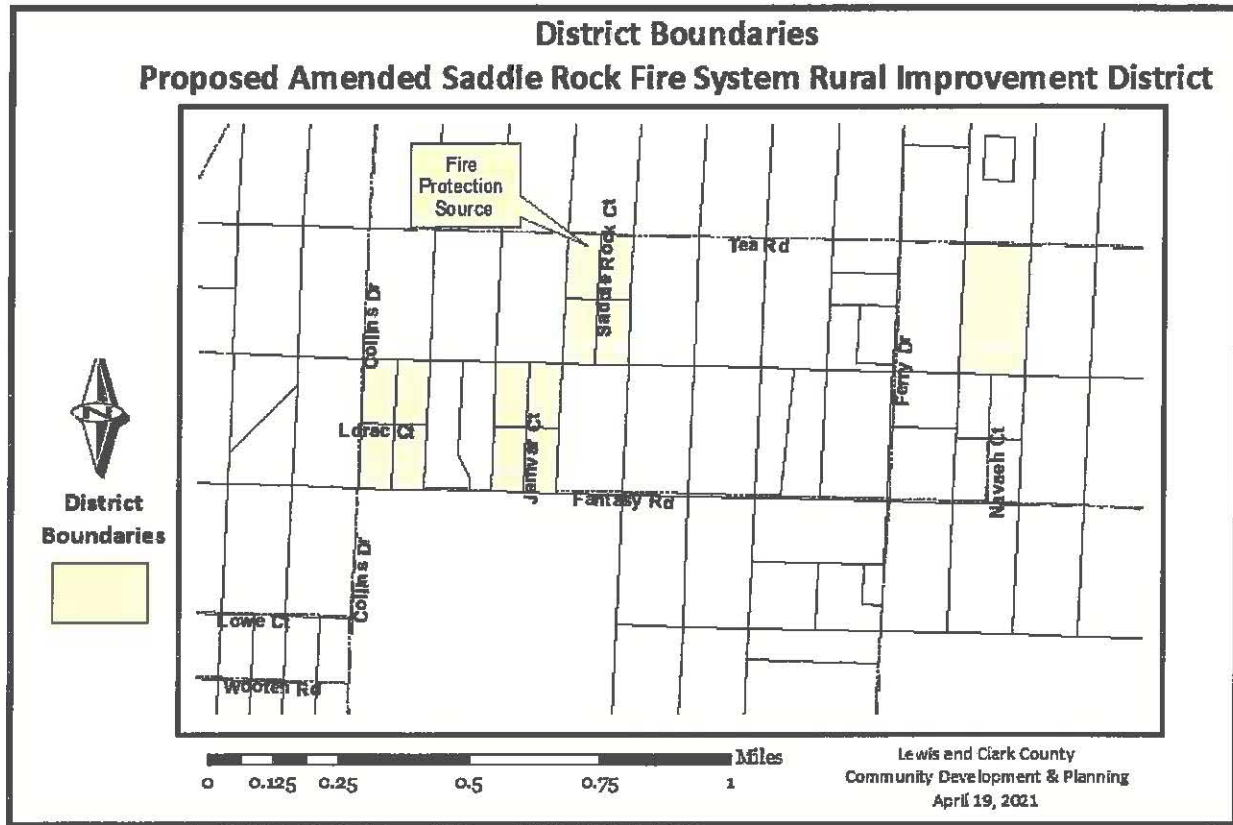 District Boundaries
Proposed Amended Saddle Rock Fire System Rural Improvement District
Fire
Protection
Source
Saddle Rock Ct
Tea Rd
Collins Dr
Ferry Dr
Lorac Ct
Jemvar Ct
Navaeh Ct
Fantasy Rd
N
District
Boundaries
Collins Dr
Lowe Ct
Wooten Rd
Miles
0 0.125 0.25 0.5 0.75 1
Lewis and Clark County
Community Development & Planning
April 19, 2021